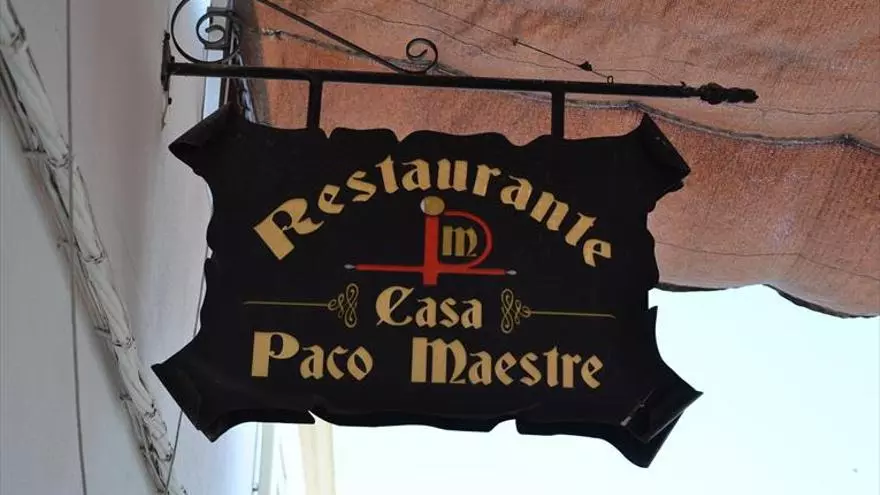 Restaurante
Pm
Casa
Paco Maestre